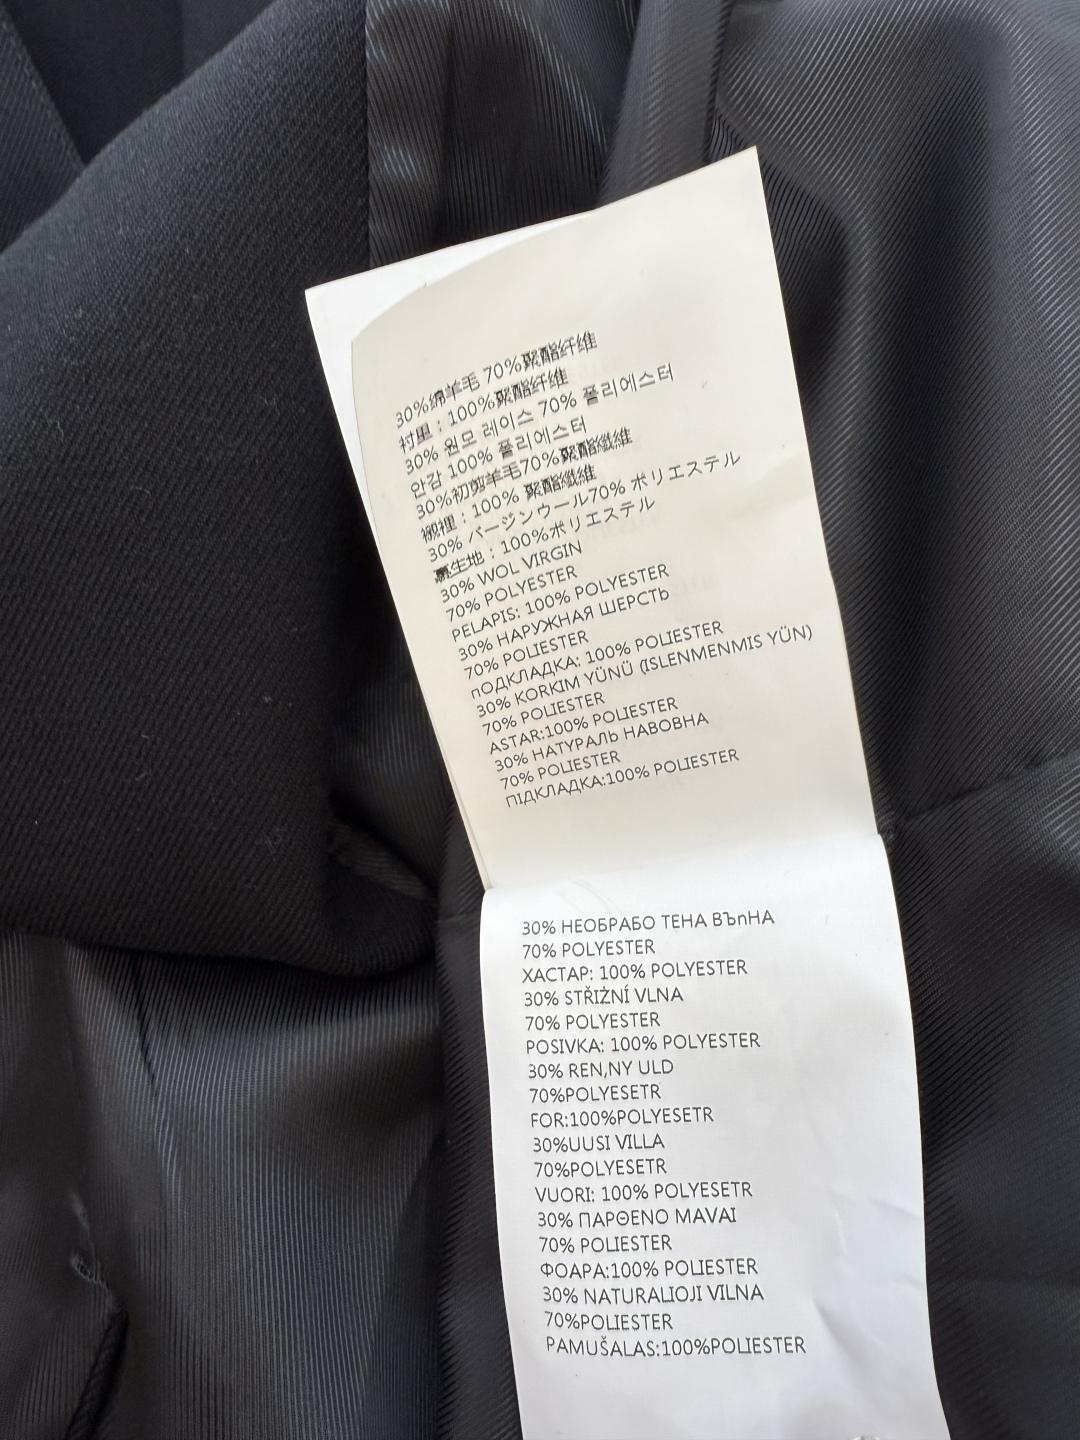 30%绵羊毛 70%聚酯纤维
衬里：100%聚酯纤维
30% 원모 레이스 70% 폴리에스터
안감 100% 폴리에스터
30%初剪羊毛70%聚酯纖維
襯裡：100% 聚酯纖維
30% バージンウール70% ポリエステル
裏生地：100%ポリエステル
30% WOL VIRGIN
70% POLYESTER
PELAPIS: 100% POLYESTER
30% НАРУЖНАЯ ШЕРСТЬ
70% POLIESTER
пОДКЛАДКА: 100% POLIESTER
30% KORKIM YÜNÜ (ISLENMENMIS YÜN)
70% POLIESTER
ASTAR:100% POLIESTER
30% НАТУРАЛЬ НАВОВНА
70% POLIESTER
ПІДКЛАДКА:100% POLIESTER
30% НЕОБРАБО ТЕНА ВЪпНА
70% POLYESTER
ХАСТАР: 100% POLYESTER
30% STŘIŻNÍ VLNA
70% POLYESTER
POSIVKA: 100% POLYESTER
30% REN,NY ULD
70%POLYESETR
FOR:100%POLYESETR
30%UUSI VILLA
70%POLYESETR
VUORI: 100% POLYESETR
30% ΠΑΡΘΕΝΟ MAVAI
70% POLIESTER
ΦΟΑΡΑ:100% POLIESTER
30% NATURALIOJI VILNA
70%POLIESTER
PAMUŠALAS:100%POLIESTER